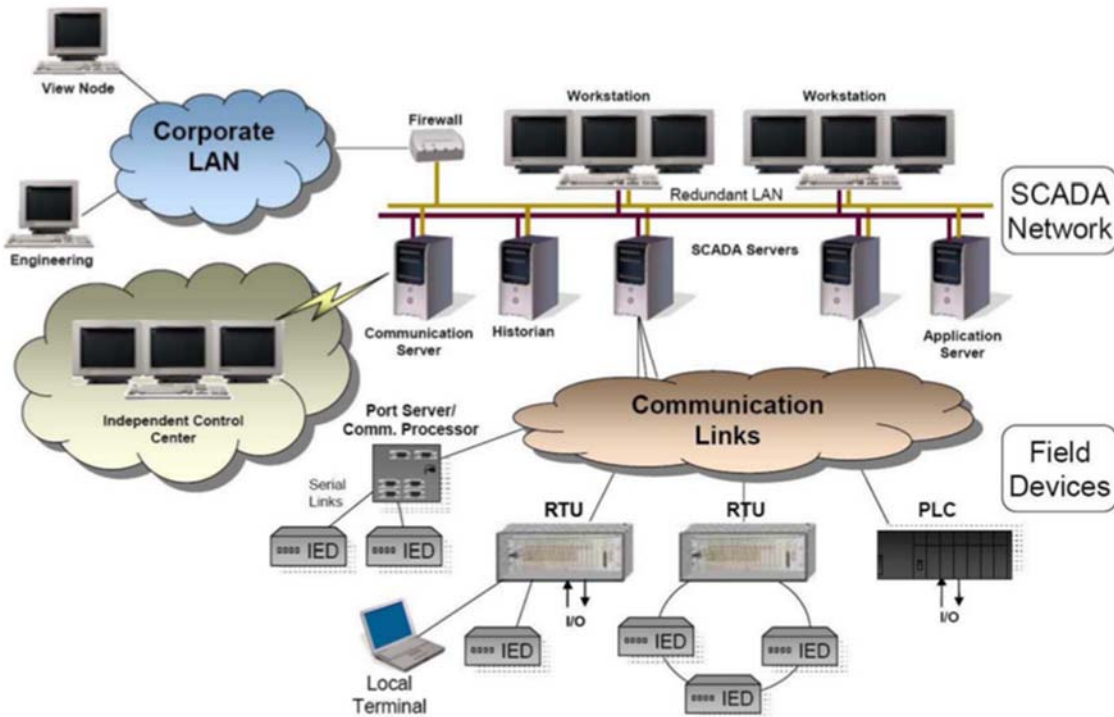 View Node
Corporate
LAN
Engineering
Firewall
Workstation
Workstation
Redundant LAN
SCADA
Network
SCADA Servers
Communication
Server
Historian
Application
Server
Independent Control
Center
Communication
Links
Port Server/
Comm. Processor
Serial
Links
Field
Devices
IED
IED
RTU
RTU
PLC
I/O
I/O
IED
IED
IED
IED
Local
Terminal